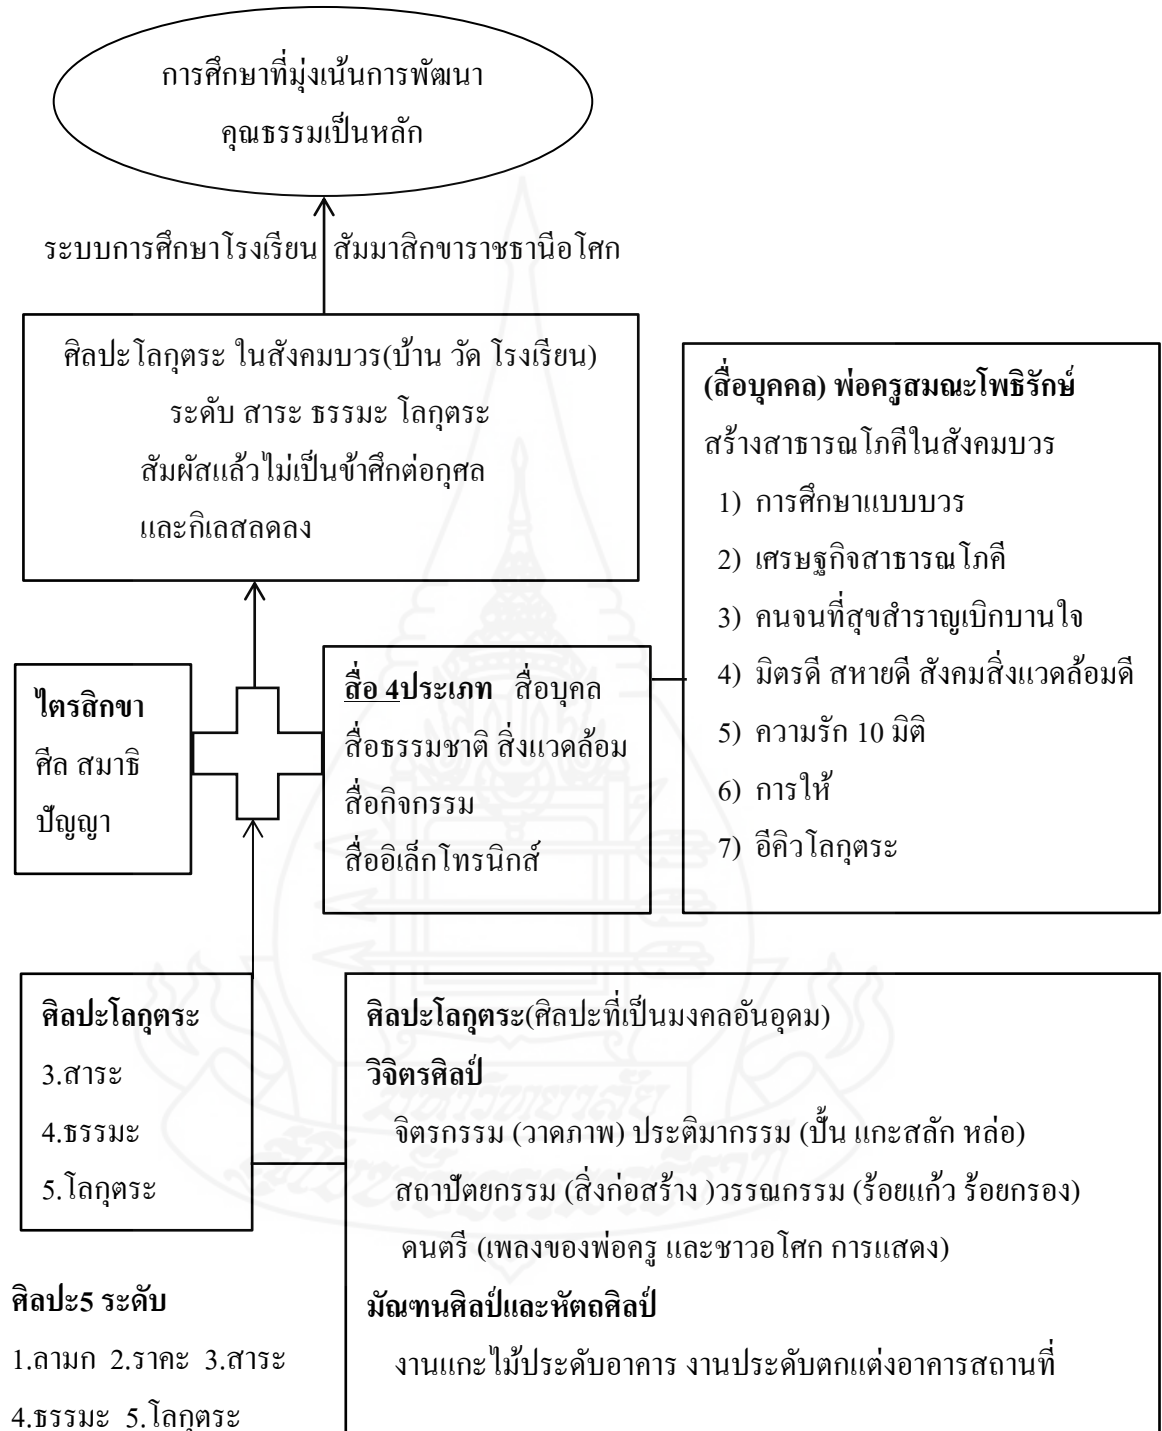 การศึกษาที่มุ่งเน้นการพัฒนา
คุณธรรมเป็นหลัก
ระบบการศึกษาโรงเรียน สัมมาสิกขาราชธานีอโศก
ศิลปะโลกุตระ ในสังคมบวร(บ้าน วัด โรงเรียน)
ระดับ สาระ ธรรมะ โลกุตระ
สัมผัสแล้วไม่เป็นข้าศึกต่อกุศล
และกิเลสลดลง
(สื่อบุคคล) พ่อครูสมณะโพธิรักษ์
สร้างสาธารณโภคีในสังคมบวร
1) การศึกษาแบบบวร
2) เศรษฐกิจสาธารณโภคี
3) คนจนที่สุขสำราญเบิกบานใจ
4) มิตรดี สหายดี สังคมสิ่งแวดล้อมดี
5) ความรัก 10 มิติ
6) การให้
7) อีคิวโลกุตระ
ไตรสิกขา
ศีล สมาธิ
ปัญญา
สื่อ 4ประเภท สื่อบุคล
สื่อธรรมชาติ สิ่งแวดล้อม
สื่อกิจกรรม
สื่ออิเล็กโทรนิกส์
ศิลปะโลกุตระ
3.สาระ
4.ธรรมะ
5.โลกุตระ
ศิลปะโลกุตระ(ศิลปะที่เป็นมงคลอันอุดม)
วิจิตรศิลป์
จิตรกรรม (วาดภาพ) ประติมากรรม (ปั้น แกะสลัก หล่อ)
สถาปัตยกรรม (สิ่งก่อสร้าง )วรรณกรรม (ร้อยแก้ว ร้อยกรอง)
ดนตรี (เพลงของพ่อครู และชาวอโศก การแสดง)
มัณฑนศิลป์และหัตถศิลป์
งานแกะไม้ประดับอาคาร งานประดับตกแต่งอาคารสถานที่
ศิลปะ5 ระดับ
1.ลามก 2.ราคะ 3.สาระ
4.ธรรมะ 5.โลกุตระ
มหาวิทยาลัย
สุโขทัยธรรมาธิราช